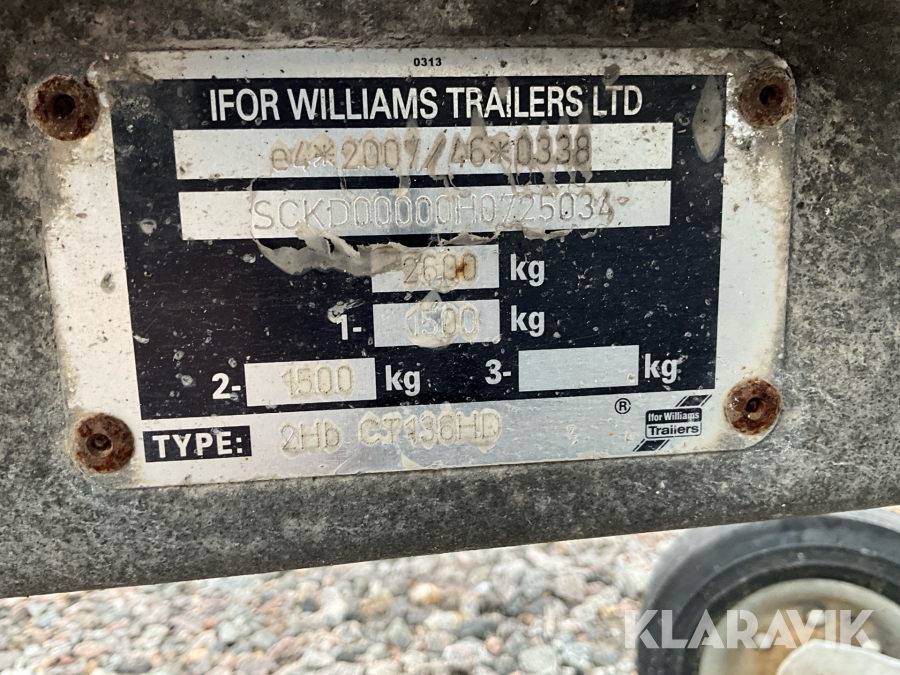 0313
IFOR WILLIAMS TRAILERS LTD
e4*2007/46*0338
SCKD00000H0725034
2600 kg
1- 1500 kg
2- 1500 kg 3- kg
TYPE: 2Hb CT136HD
®
Ifor Williams
Trailers
KLARAVIK